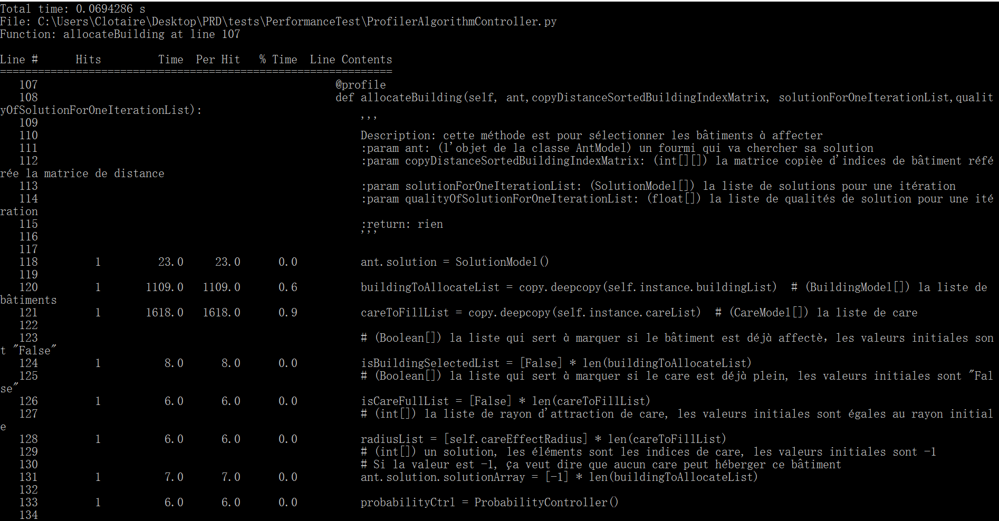 Total time: 0.0694286 s
File: C:\Users\Clotaire\Desktop\PRD\tests\PerformanceTest\ProfilerAlgorithmController.py
Function: allocateBuilding at line 107
Line #      Hits         Time  Per Hit   % Time  Line Contents
==============================================================
   107                                               @profile
   108                                               def allocateBuilding(self, ant,copyDistanceSortedBuildingIndexMatrix, solutionForOneIterationList,qualit
yOfSolutionForOneIterationList):
   109                                                   '''
   110                                                   Description: cette méthode est pour sélectionner les bâtiments à affecter
   111                                                   :param ant: (l'objet de la classe AntModel) un fourmi qui va chercher sa solution
   112                                                   :param copyDistanceSortedBuildingIndexMatrix: (int[][]) la matrice copièe d'indices de bâtiment réfé
rée la matrice de distance
   113                                                   :param solutionForOneIterationList: (SolutionModel[]) la liste de solutions pour une itération
   114                                                   :param qualityOfSolutionForOneIterationList: (float[]) la liste de qualités de solution pour une ité
ration
   115                                                   :return: rien
   116                                                   '''
   117
   118         1         23.0     23.0      0.0          ant.solution = SolutionModel()
   119
   120         1       1109.0   1109.0      0.6          buildingToAllocateList = copy.deepcopy(self.instance.buildingList)  # (BuildingModel[]) la liste de
bâtiments
   121         1       1618.0   1618.0      0.9          careToFillList = copy.deepcopy(self.instance.careList)  # (CareModel[]) la liste de care
   122
   123                                                   # (Boolean[]) la liste qui sert à marquer si le bâtiment est déjà affectè, les valeurs initiales son
t "False"
   124         1          8.0      8.0      0.0          isBuildingSelectedList = [False] * len(buildingToAllocateList)
   125                                                   # (Boolean[]) la liste qui sert à marquer si le care est déjà plein, les valeurs initiales sont "Fal
se"
   126         1          6.0      6.0      0.0          isCareFullList = [False] * len(careToFillList)
   127                                                   # (int[]) la liste de rayon d'attraction de care, les valeurs initiales sont égales au rayon initial
e
   128         1          6.0      6.0      0.0          radiusList = [self.careEffectRadius] * len(careToFillList)
   129                                                   # (int[]) un solution, les éléments sont les indices de care, les valeurs initiales sont -1
   130                                                   # Si la valeur est -1, ça veut dire que aucun care peut héberger ce bâtiment
   131         1          7.0      7.0      0.0          ant.solution.solutionArray = [-1] * len(buildingToAllocateList)
   132
   133         1          6.0      6.0      0.0          probabilityCtrl = ProbabilityController()
   134